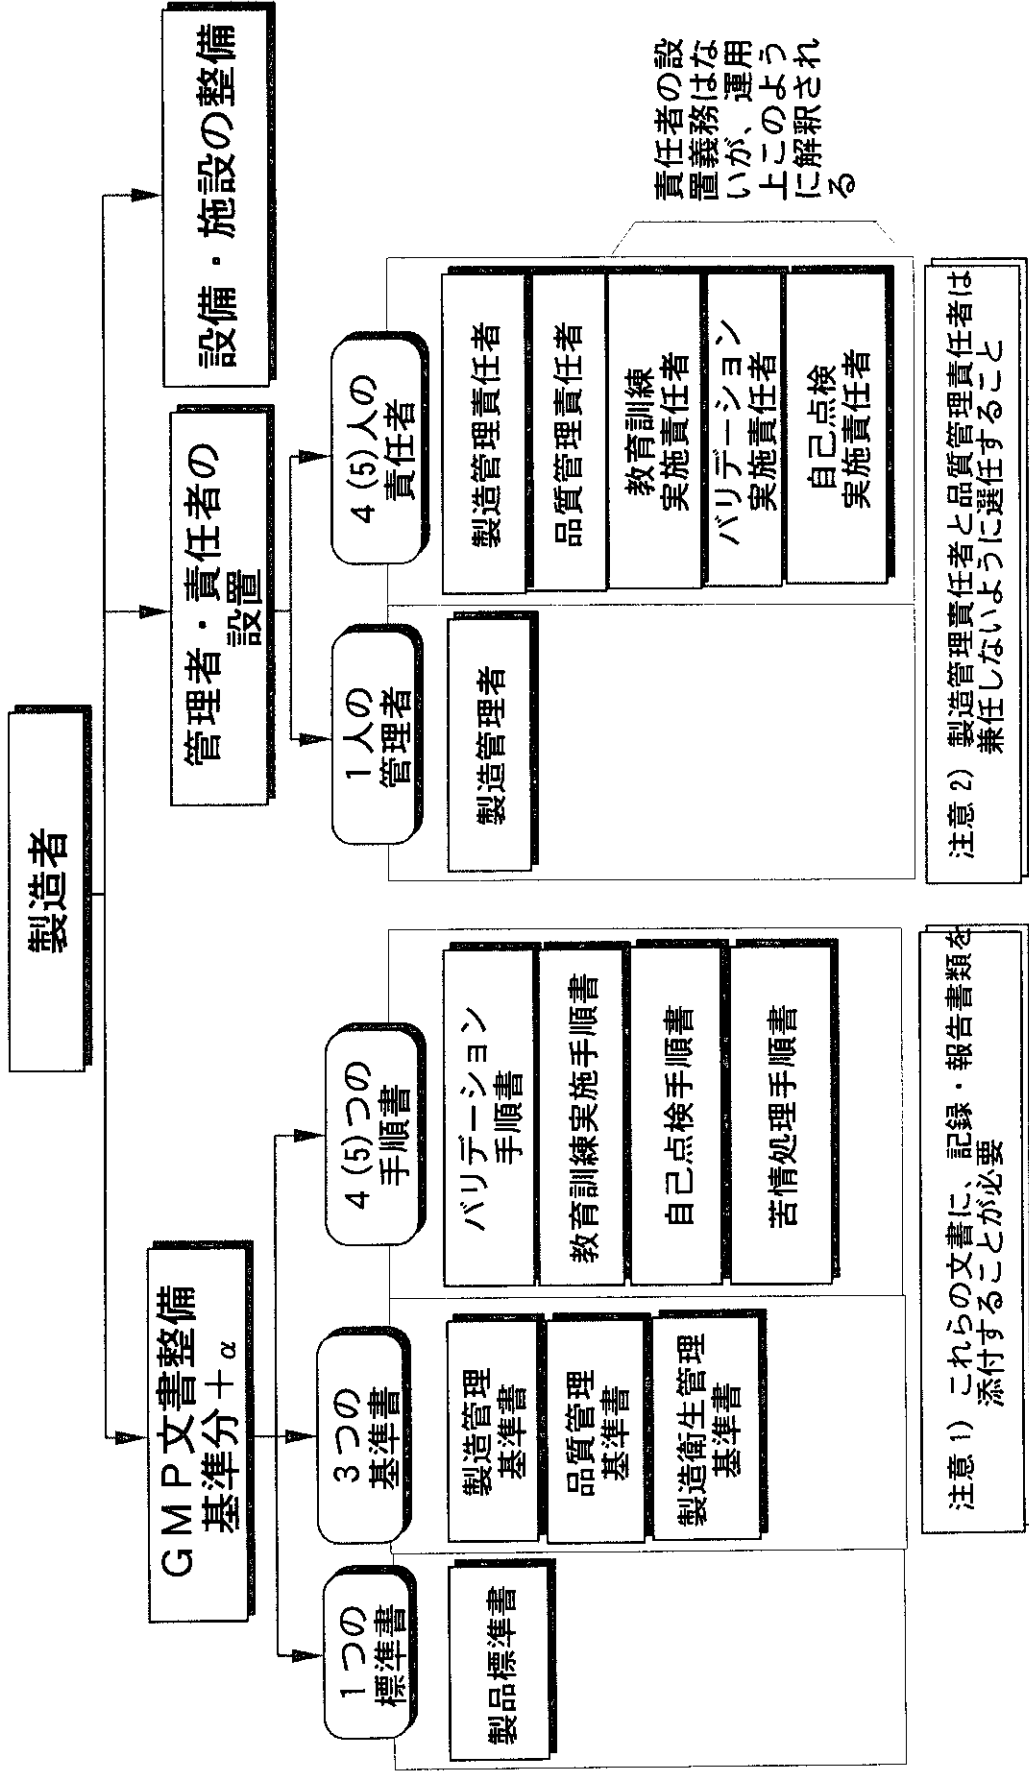 製造者
GMP文書整備
基準分+α
管理者・責任者の
設置
設備・施設の整備
1つの
標準書
3つの
基準書
4(5)つの
手順書
1人の
管理者
4(5)人の
責任者
製品標準書
製造管理
基準書
品質管理
基準書
製造衛生管理
基準書
バリデーション
手順書
教育訓練実施手順書
自己点検手順書
苦情処理手順書
製造管理者
製造管理責任者
品質管理責任者
教育訓練
実施責任者
バリデーション
実施責任者
自己点検
実施責任者
責任者の設
置義務はな
いが、運用
上このよう
に解釈され
る
注意1) これらの文書に、記録・報告書類を
添付することが必要
注意2) 製造管理責任者と品質管理責任者は
兼任しないように選任すること